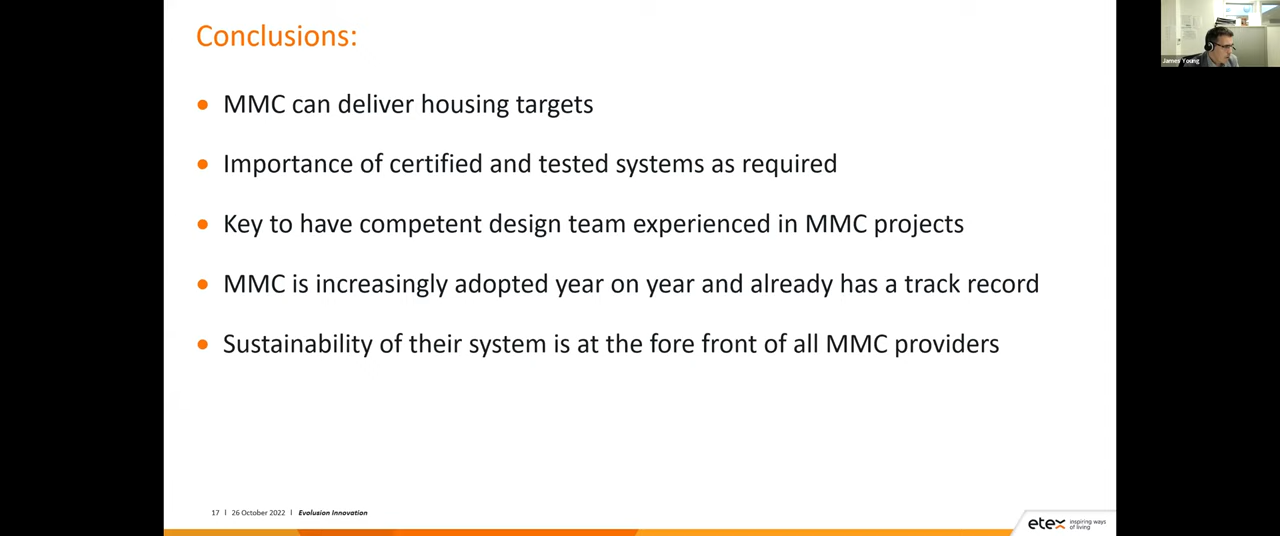 Conclusions:
James Young
MMC can deliver housing targets
Importance of certified and tested systems as required
Key to have competent design team experienced in MMC projects
MMC is increasingly adopted year on year and already has a track record
Sustainability of their system is at the fore front of all MMC providers
17 | 26 October 2022 | Evolusion Innovation
etex inspiring ways
of living